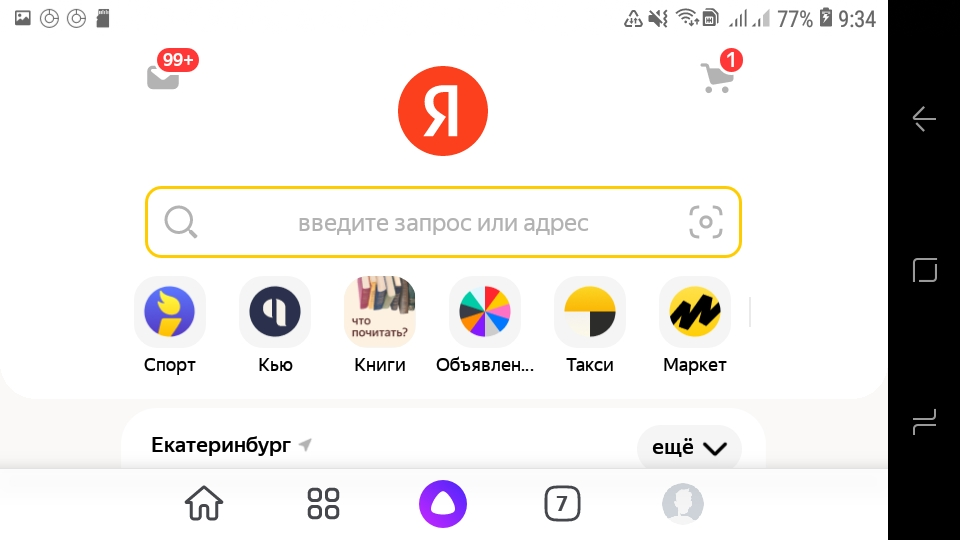 77% 9:34
99+
1
Я
введите запрос или адрес
что
почитать?
Спорт
Кью
Книги
Объявлен...
Такси
Маркет
Екатеринбург
ещё
7